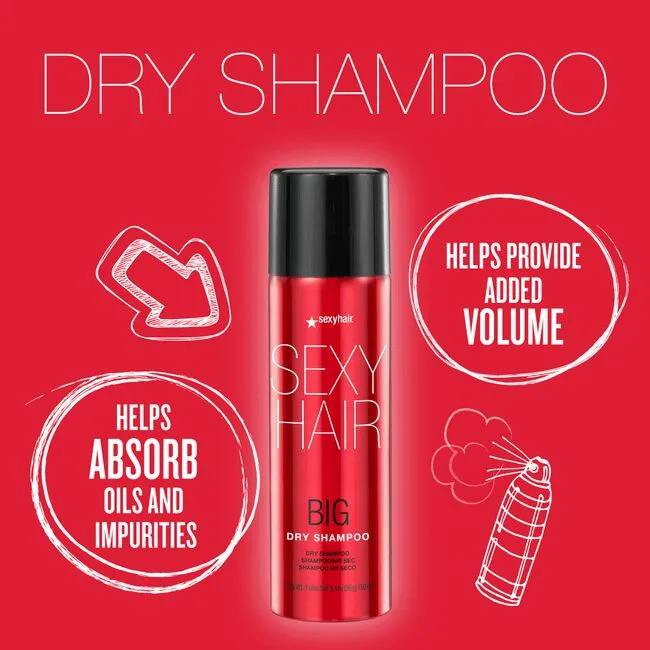 DRY SHAMPOO
HELPS PROVIDE
ADDED
VOLUME
sexyhair.
SEXY
HAIR
HELPS
ABSORB
OILS AND
IMPURITIES
BIG
DRY SHAMPOO
DRY SHAMPOO
SHAMPOOING SEC
SHAMPOO EN SECO